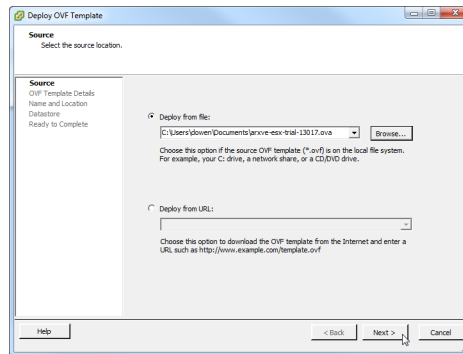 Deploy OVF Template
Source
Select the source location.
Source
OVF Template Details
Name and Location
Datastore
Ready to Complete
Deploy from file:
C:\Users\dowen\Documents\arxve-esx-trial-13017.ova
Browse...
Choose this option if the source OVF template (*.ovf) is on the local file system.
For example, your C: drive, a network share, or a CD/DVD drive.
Deploy from URL:
Choose this option to download the OVF template from the Internet and enter a
URL such as http://www.example.com/template.ovf
Help
< Back
Next >
Cancel